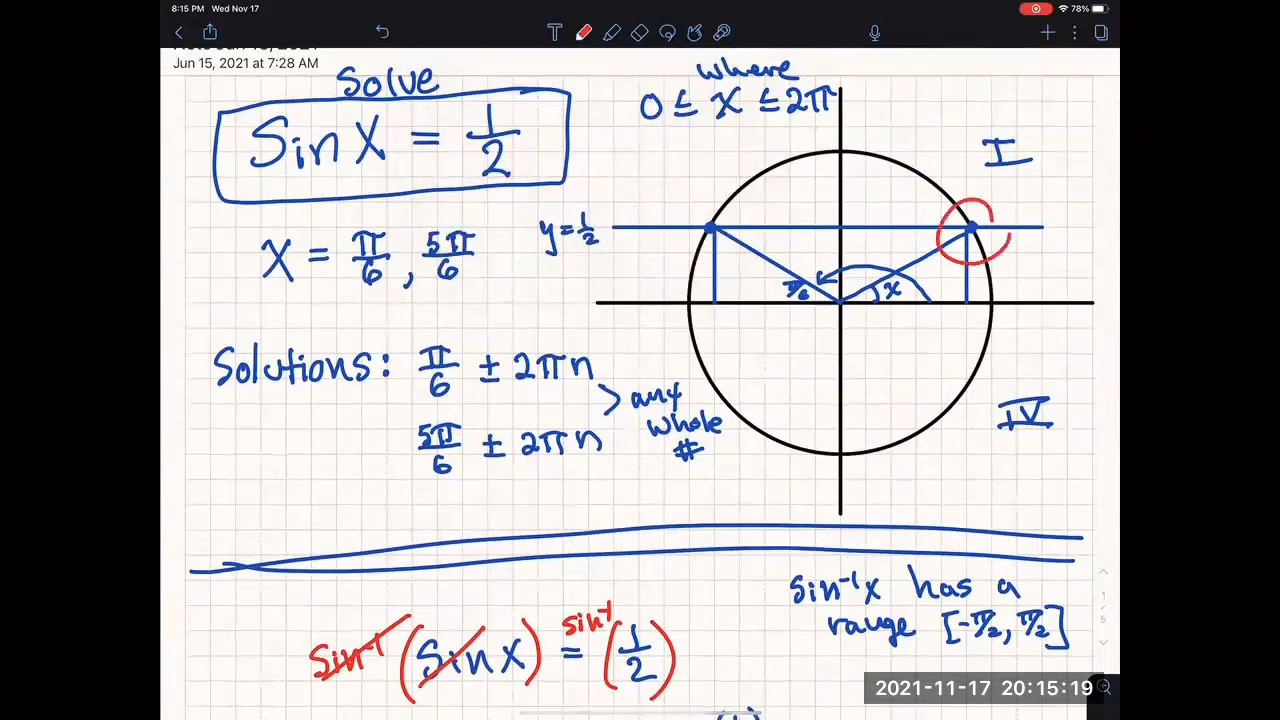 8:15 PM Wed Nov 17
78%
Jun 15, 2021 at 7:28 AM
Solve
Sin X = 1/2
where
0 ≤ X ≤ 2π
I
X = π/6, 5π/6
y = 1/2
π/6
x
Solutions: π/6 ± 2πn
5π/6 ± 2πn
> any
whole
#
IV
sin⁻¹x has a
range [-π/2, π/2]
sin⁻¹(sin x) = sin⁻¹(1/2)
1
5
2021-11-17 20:15:19